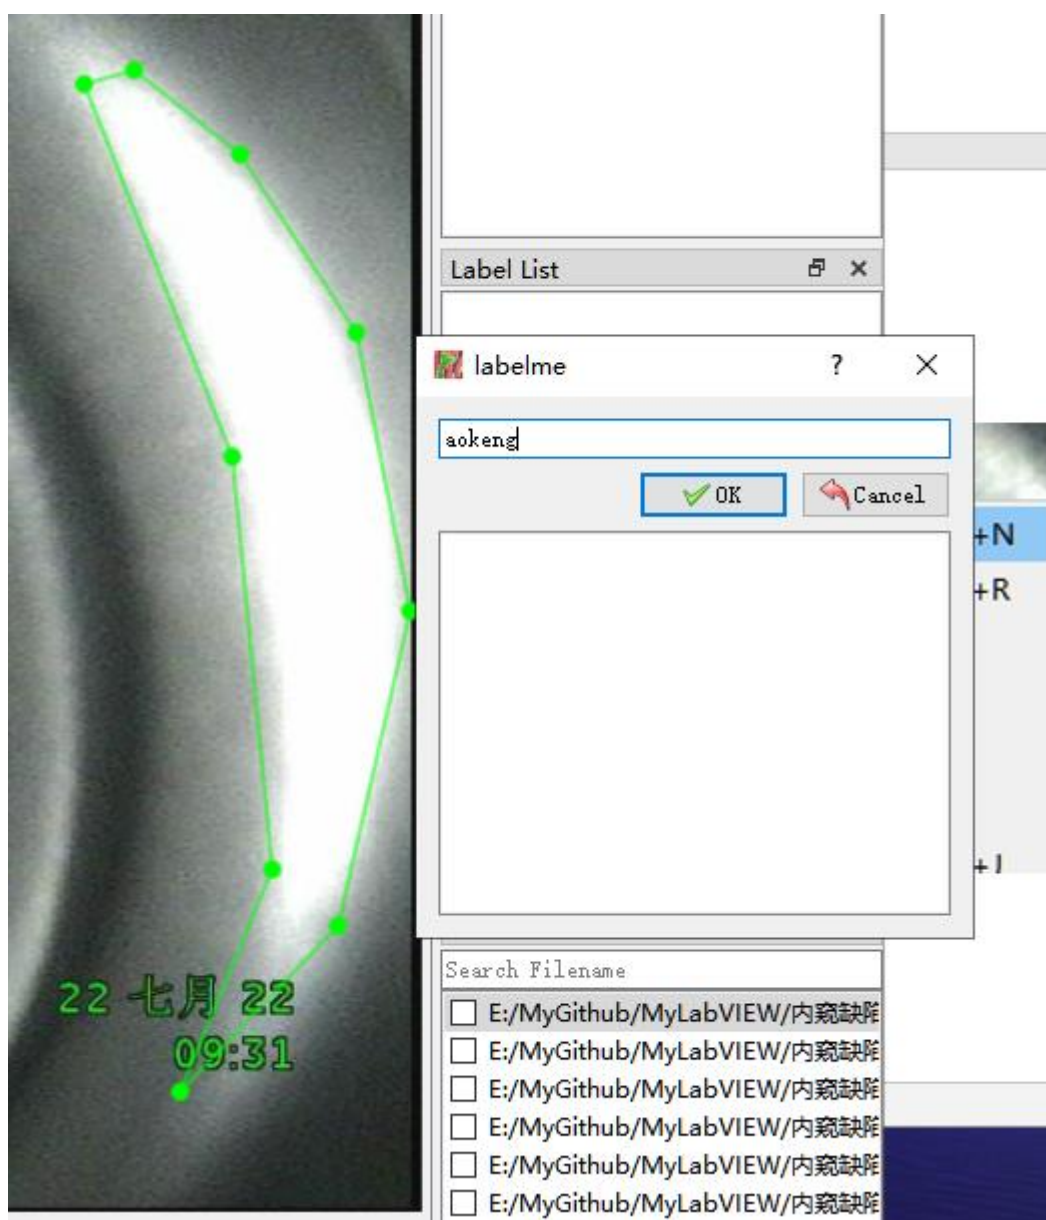 Label List
labelme
?
aokeng
OK
Cancel
+N
+R
+J
22 七月 22
09:31
Search Filename
E:/MyGithub/MyLabVIEW/内窥缺陷
E:/MyGithub/MyLabVIEW/内窥缺陷
E:/MyGithub/MyLabVIEW/内窥缺陷
E:/MyGithub/MyLabVIEW/内窥缺陷
E:/MyGithub/MyLabVIEW/内窥缺陷
E:/MyGithub/MyLabVIEW/内窥缺陷